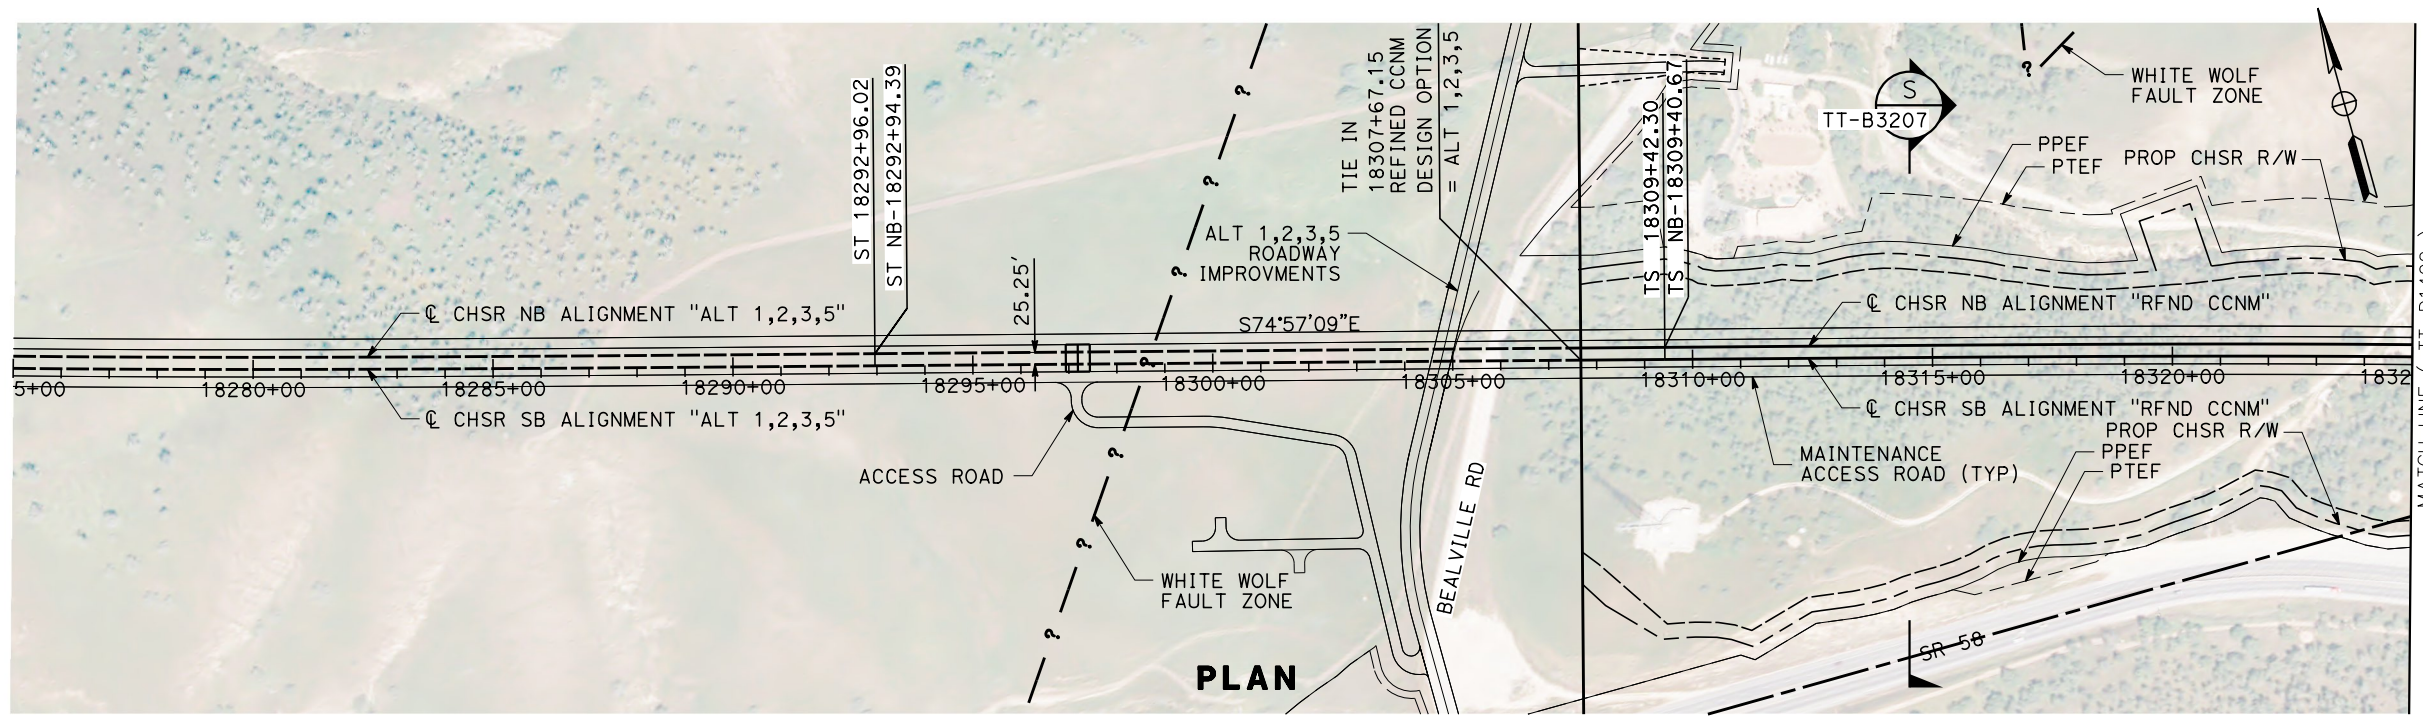 ST 18292+96.02
ST NB-18292+94.39
TIE IN
18307+67.15
REFINED CCNM
DESIGN OPTION
= ALT 1,2,3,5
TS 18309+42.30
TS NB-18309+40.67
S
TT-B3207
?
WHITE WOLF
FAULT ZONE
PPEF
PTEF
PROP CHSR R/W
?
?
?
ALT 1,2,3,5
ROADWAY
IMPROVMENTS
25.25'
℄ CHSR NB ALIGNMENT "ALT 1,2,3,5"
S74°57'09"E
℄ CHSR NB ALIGNMENT "RFND CCNM"
?
5+00
18280+00
18285+00
18290+00
18295+00
18300+00
18305+00
18310+00
18315+00
18320+00
1832
℄ CHSR SB ALIGNMENT "ALT 1,2,3,5"
℄ CHSR SB ALIGNMENT "RFND CCNM"
PROP CHSR R/W
PPEF
PTEF
MAINTENANCE
ACCESS ROAD (TYP)
ACCESS ROAD
?
?
?
WHITE WOLF
FAULT ZONE
BEALVILLE RD
SR 58
PLAN